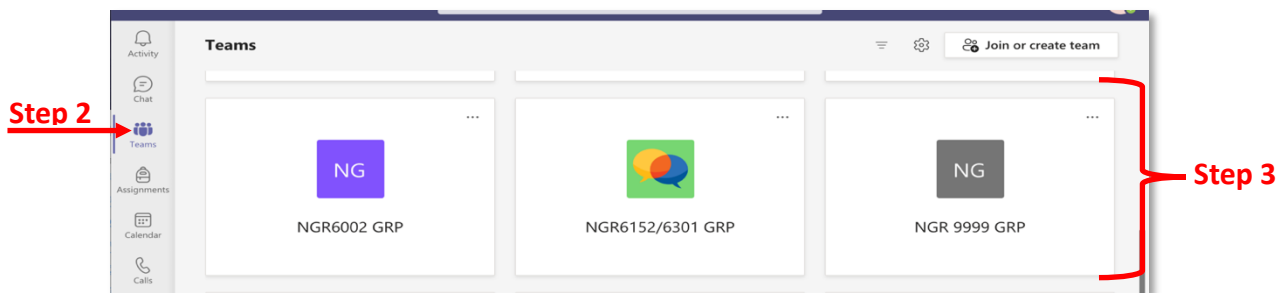 Activity
Teams
Join or create team
Chat
Step 2
Teams
NG
NG
Step 3
Assignments
NGR6002 GRP
NGR6152/6301 GRP
NGR 9999 GRP
Calendar
Calls